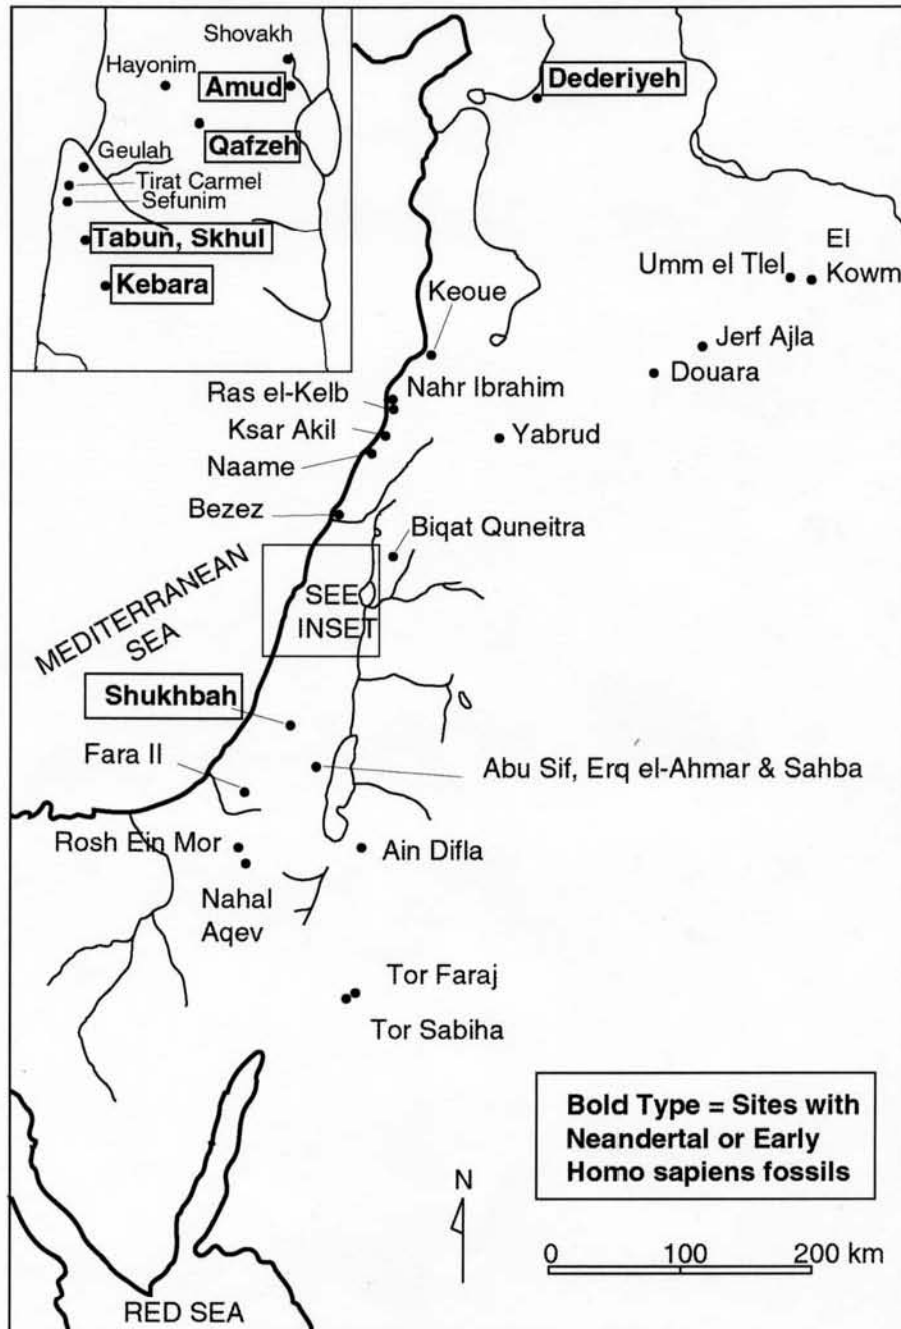 Shovakh
Hayonim
Amud
Qafzeh
Geulah
Tirat Carmel
Sefunim
Tabun, Skhul
Kebara
Dederiyeh
El
Umm el Tlel
Kowm
Keoue
Jerf Ajla
Douara
Nahr Ibrahim
Ras el-Kelb
Ksar Akil
Yabrud
Naame
Bezez
Biqat Quneitra
MEDITERRANEAN
SEA
SEE
INSET
Shukhbah
Fara II
Abu Sif, Erq el-Ahmar & Sahba
Rosh Ein Mor
Ain Difla
Nahal
Aqev
Tor Faraj
Tor Sabiha
Bold Type = Sites with
Neandertal or Early
Homo sapiens fossils
N
0 100 200 km
RED SEA